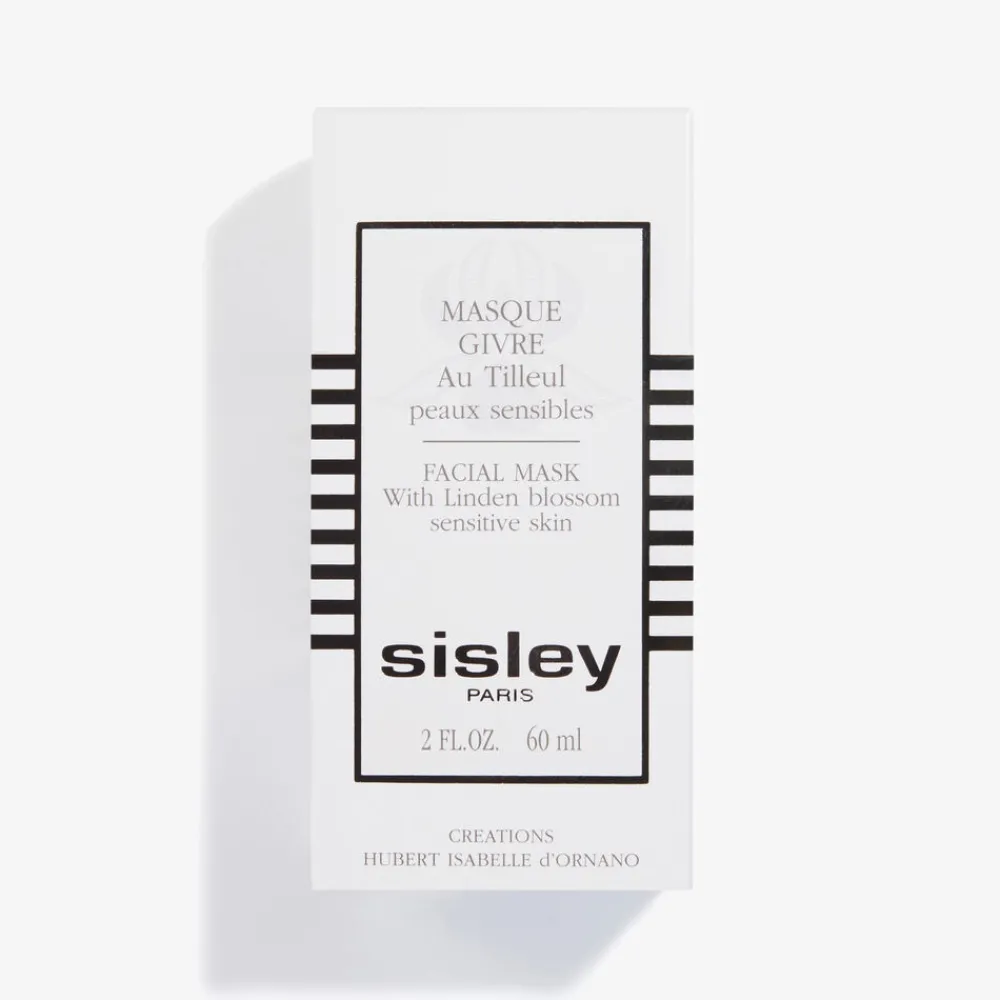 MASQUE
GIVRE
Au Tilleul
peaux sensibles
FACIAL MASK
With Linden blossom
sensitive skin
sisley
PARIS
2 FL.OZ. 60 ml
CREATIONS
HUBERT ISABELLE d'ORNANO